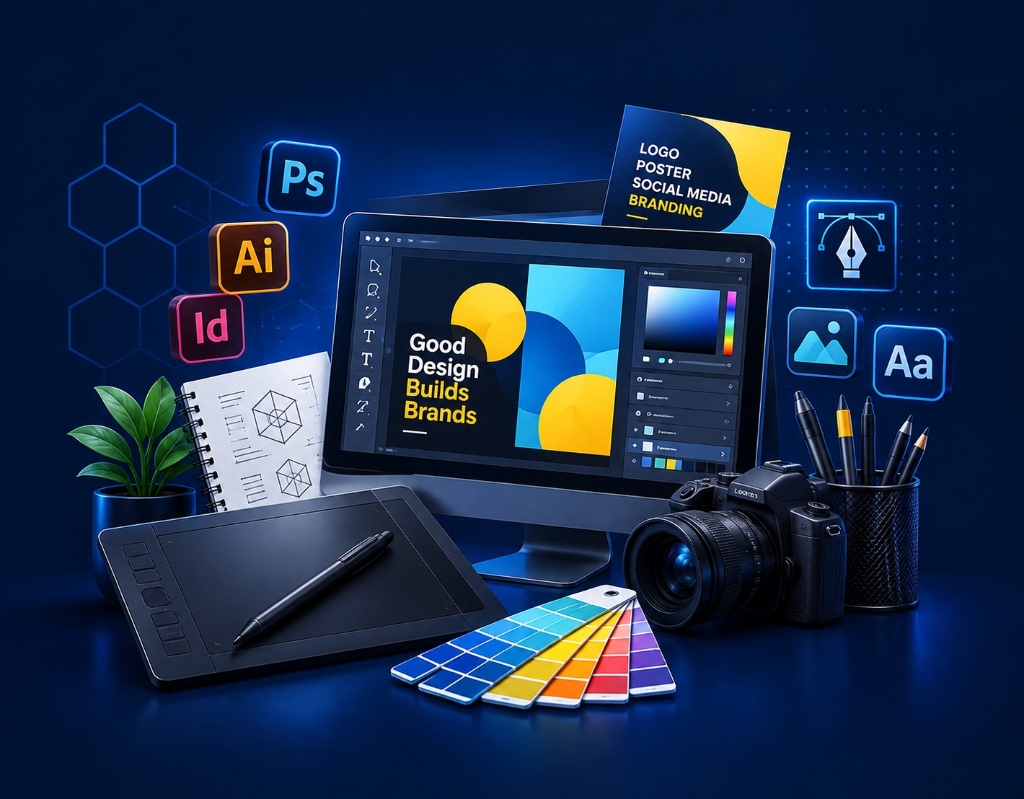 Ps
Ai
Id
LOGO
POSTER
SOCIAL MEDIA
BRANDING
Good
Design
Builds
Brands
T
T
Aa